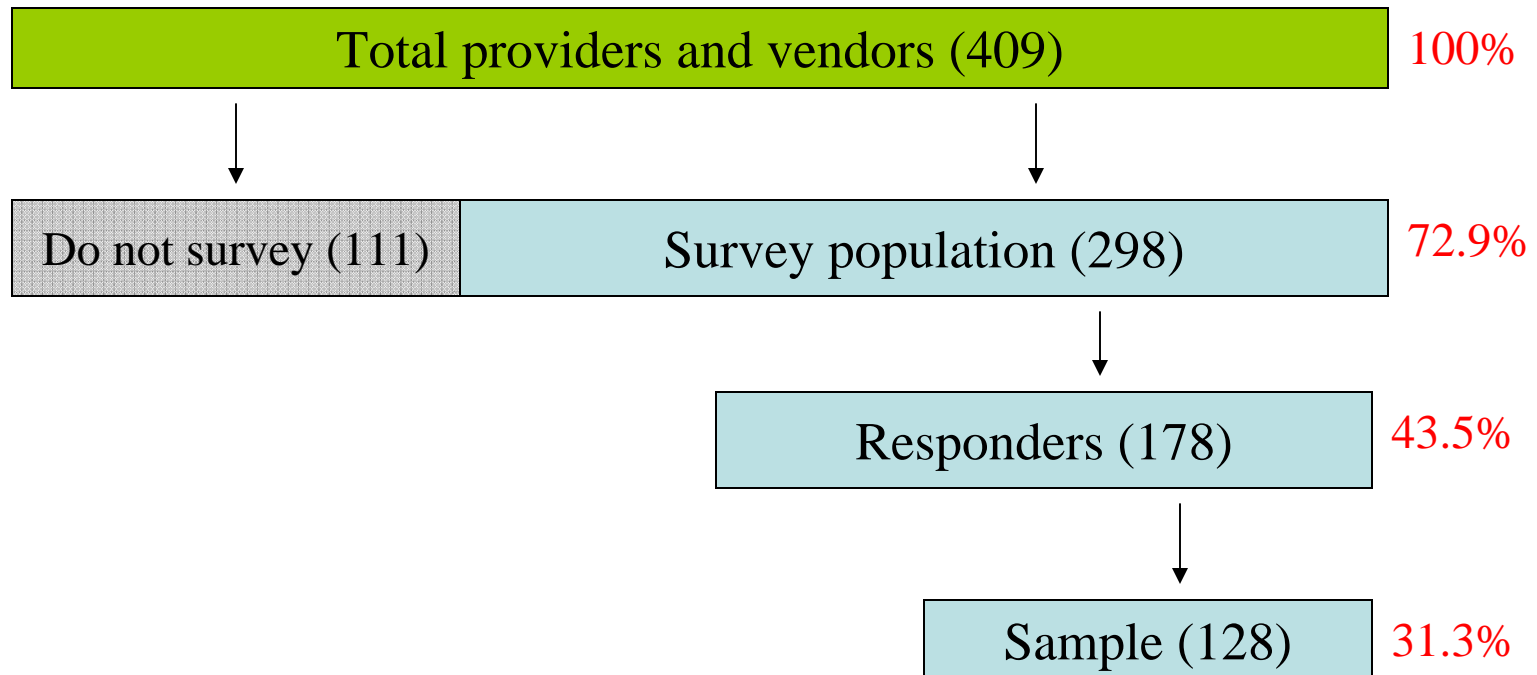 Total providers and vendors (409)
100%
Do not survey (111)
Survey population (298)
72.9%
Responders (178)
43.5%
Sample (128)
31.3%